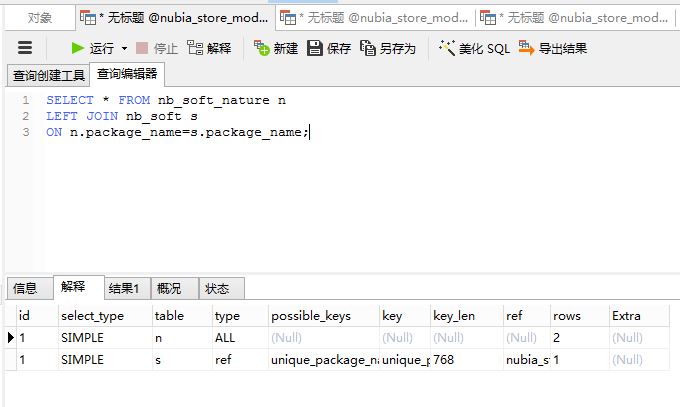 对象 * 无标题 @nubia_store_mod... * 无标题 @nubia_store_mod... * 无标题 @nubia_store_mod...
运行 停止 解释 新建 保存 另存为 美化 SQL 导出结果
查询创建工具 查询编辑器
1 SELECT * FROM nb_soft_nature n
2 LEFT JOIN nb_soft s
3 ON n.package_name=s.package_name;
信息 解释 结果1 概况 状态
id select_type table type possible_keys key key_len ref rows Extra
1 SIMPLE n ALL (Null) (Null) (Null) (Null) 2 (Null)
1 SIMPLE s ref unique_package_na unique_p 768 nubia_s 1 (Null)